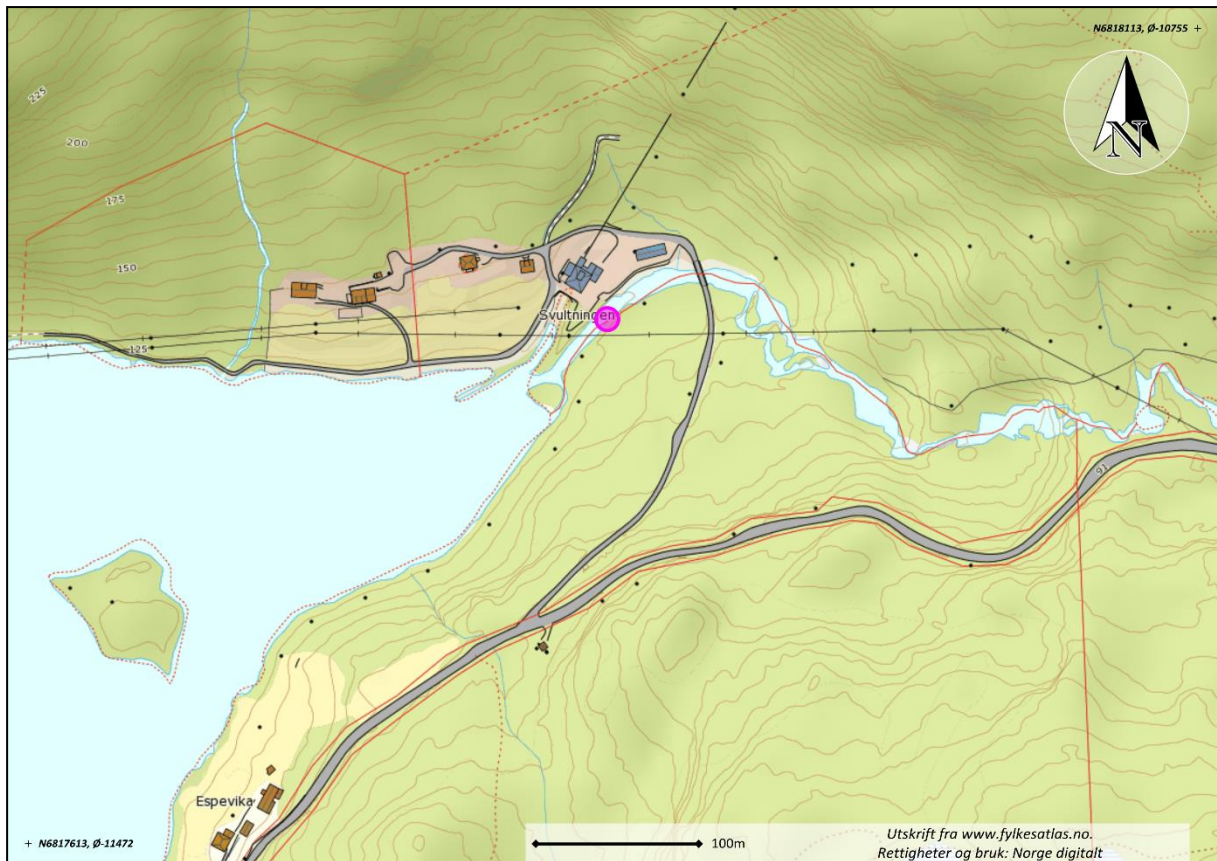 N6818113, Ø-10755 +
N
225
200
175
150
Svultningen
125
91
Espevika
+ N6817613, Ø-11472
100m
Utskrift fra www.fylkesatlas.no.
Rettigheter og bruk: Norge digitalt